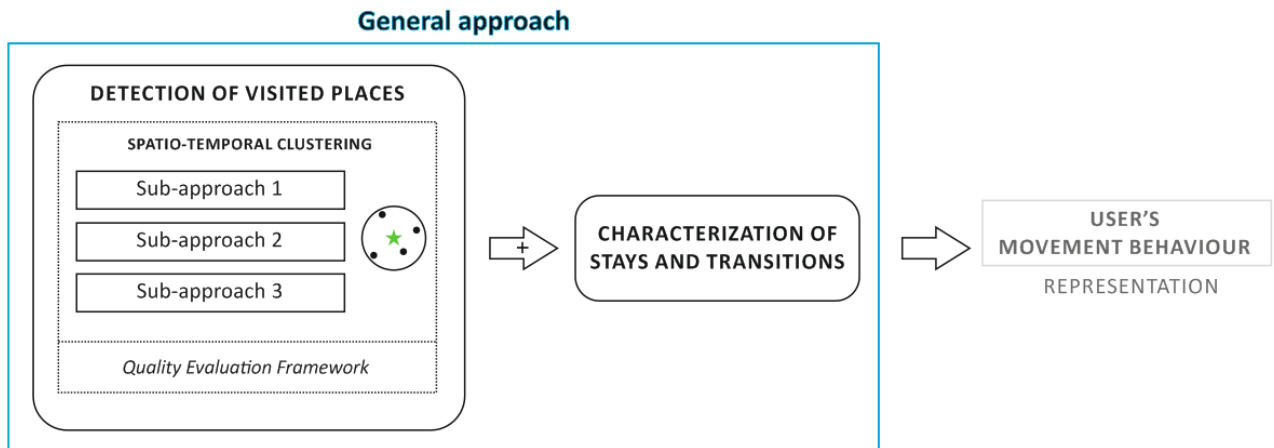 General approach
DETECTION OF VISITED PLACES
SPATIO-TEMPORAL CLUSTERING
Sub-approach 1
Sub-approach 2
Sub-approach 3
Quality Evaluation Framework
+
CHARACTERIZATION OF
STAYS AND TRANSITIONS
USER'S
MOVEMENT BEHAVIOUR
REPRESENTATION